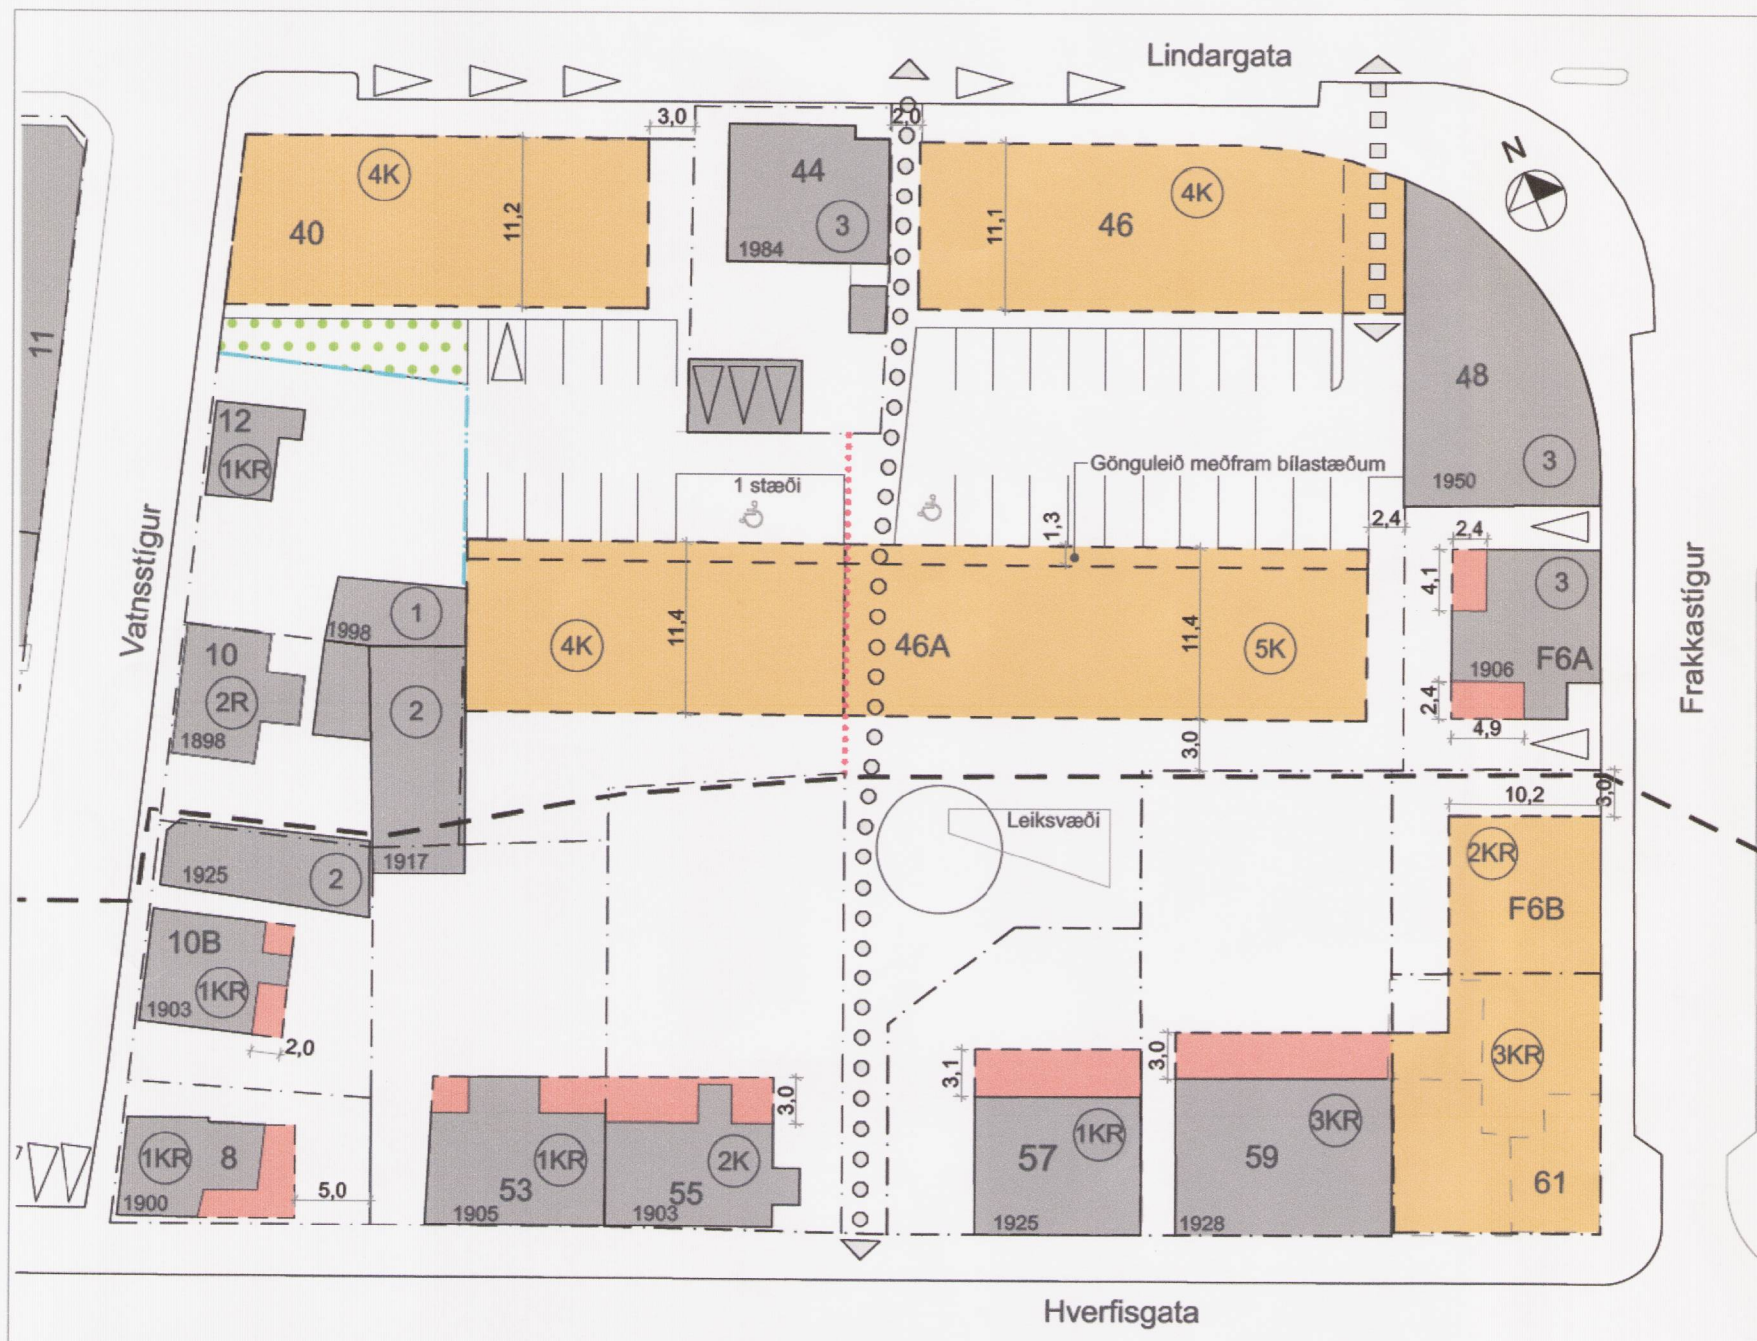 Lindargata
3,0
2,0
N
4K
40
11,2
44
3
1984
11,1
4K
46
11
12
1KR
48
3
1950
Gönguleið meðfram bílastæðum
1 stæði
1,3
2,4
2,4
4,1
3
F6A
1906
2,4
4,9
Vatnsstígur
Frakkastígur
1
1998
10
2R
1898
2
4K
11,4
46A
11,4
5K
3,0
3,0
10,2
Leiksvæði
1917
1925
2
2KR
F6B
10B
1KR
1903
2,0
3KR
3,0
3,1
3,0
1KR
8
1900
5,0
1KR
53
1905
2K
55
1903
57
1KR
1925
3KR
59
1928
61
Hverfisgata